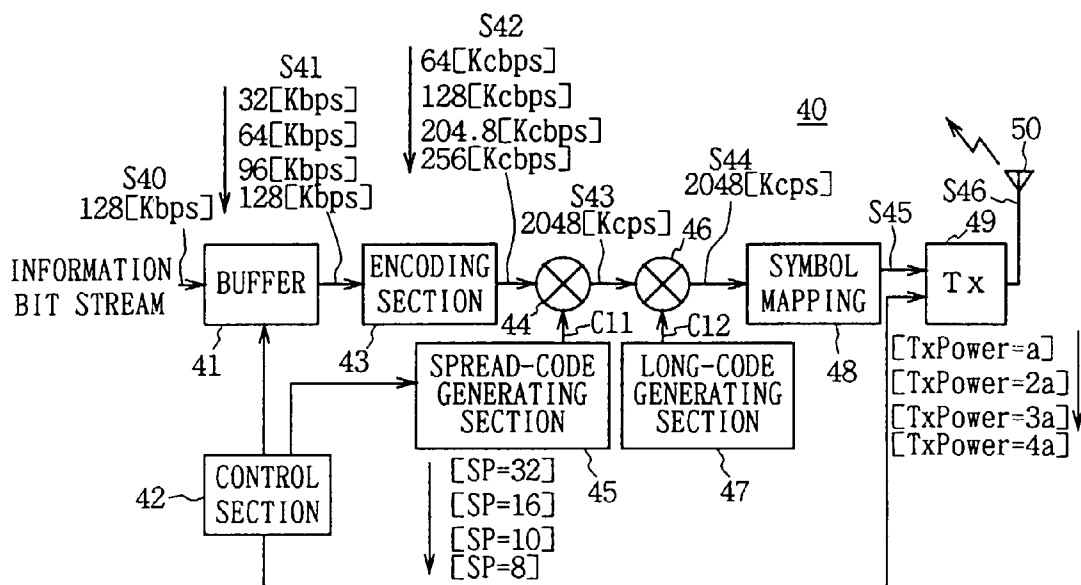 S42
64[Kcbps]
128[Kcbps]
204.8[Kcbps]
256[Kcbps]
S41
32[Kbps]
64[Kbps]
96[Kbps]
128[Kbps]
40
S40
128[Kbps]
S43
2048[Kcps]
46
S44
2048[Kcps]
S45
S46
50
49
INFORMATION
BIT STREAM
BUFFER
41
ENCODING
SECTION
43
44
C11
C12
SYMBOL
MAPPING
48
Tx
SPREAD-CODE
GENERATING
SECTION
45
LONG-CODE
GENERATING
SECTION
47
[TxPower=a]
[TxPower=2a]
[TxPower=3a]
[TxPower=4a]
42
CONTROL
SECTION
[SP=32]
[SP=16]
[SP=10]
[SP=8]